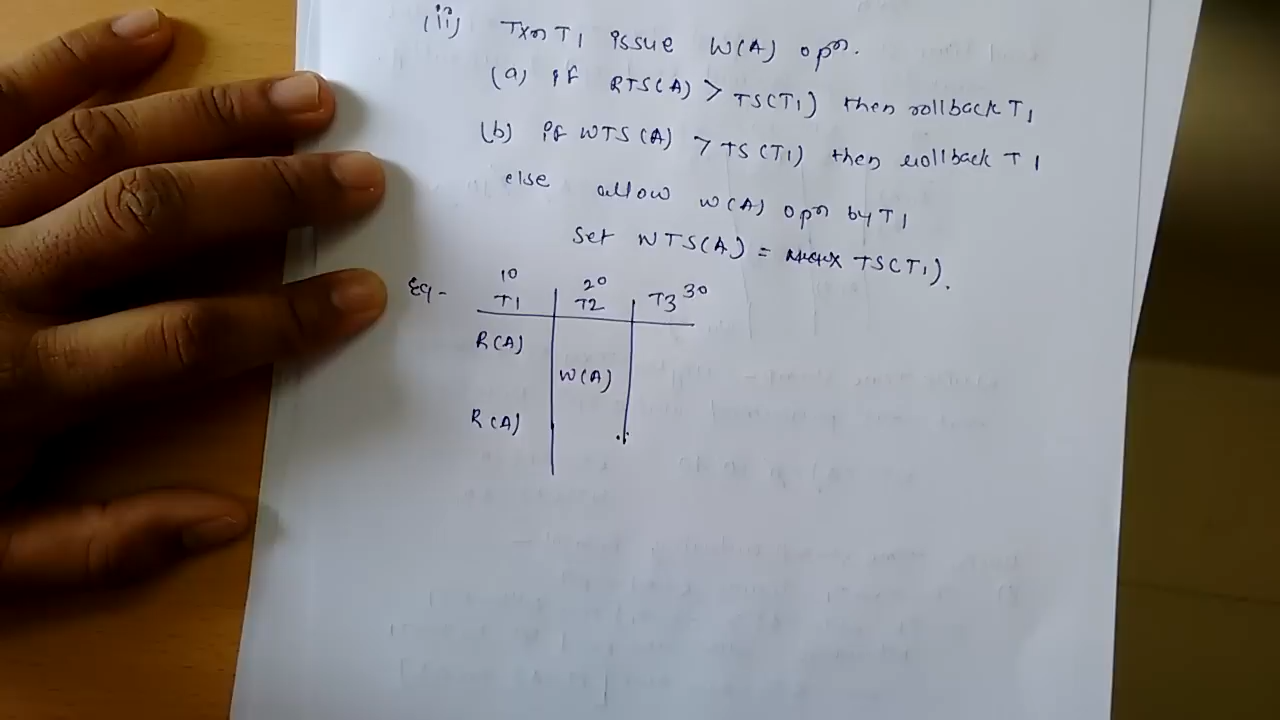 (ii) Txn T1 issue W(A) opn.
(a) if RTS(A) > TS(T1) then rollback T1
(b) if WTS(A) > TS(T1) then rollback T1
else allow W(A) opn by T1
Set WTS(A) = TS(T1).
Eg - 10 20 30
T1 T2 T3
R(A)
W(A)
R(A)